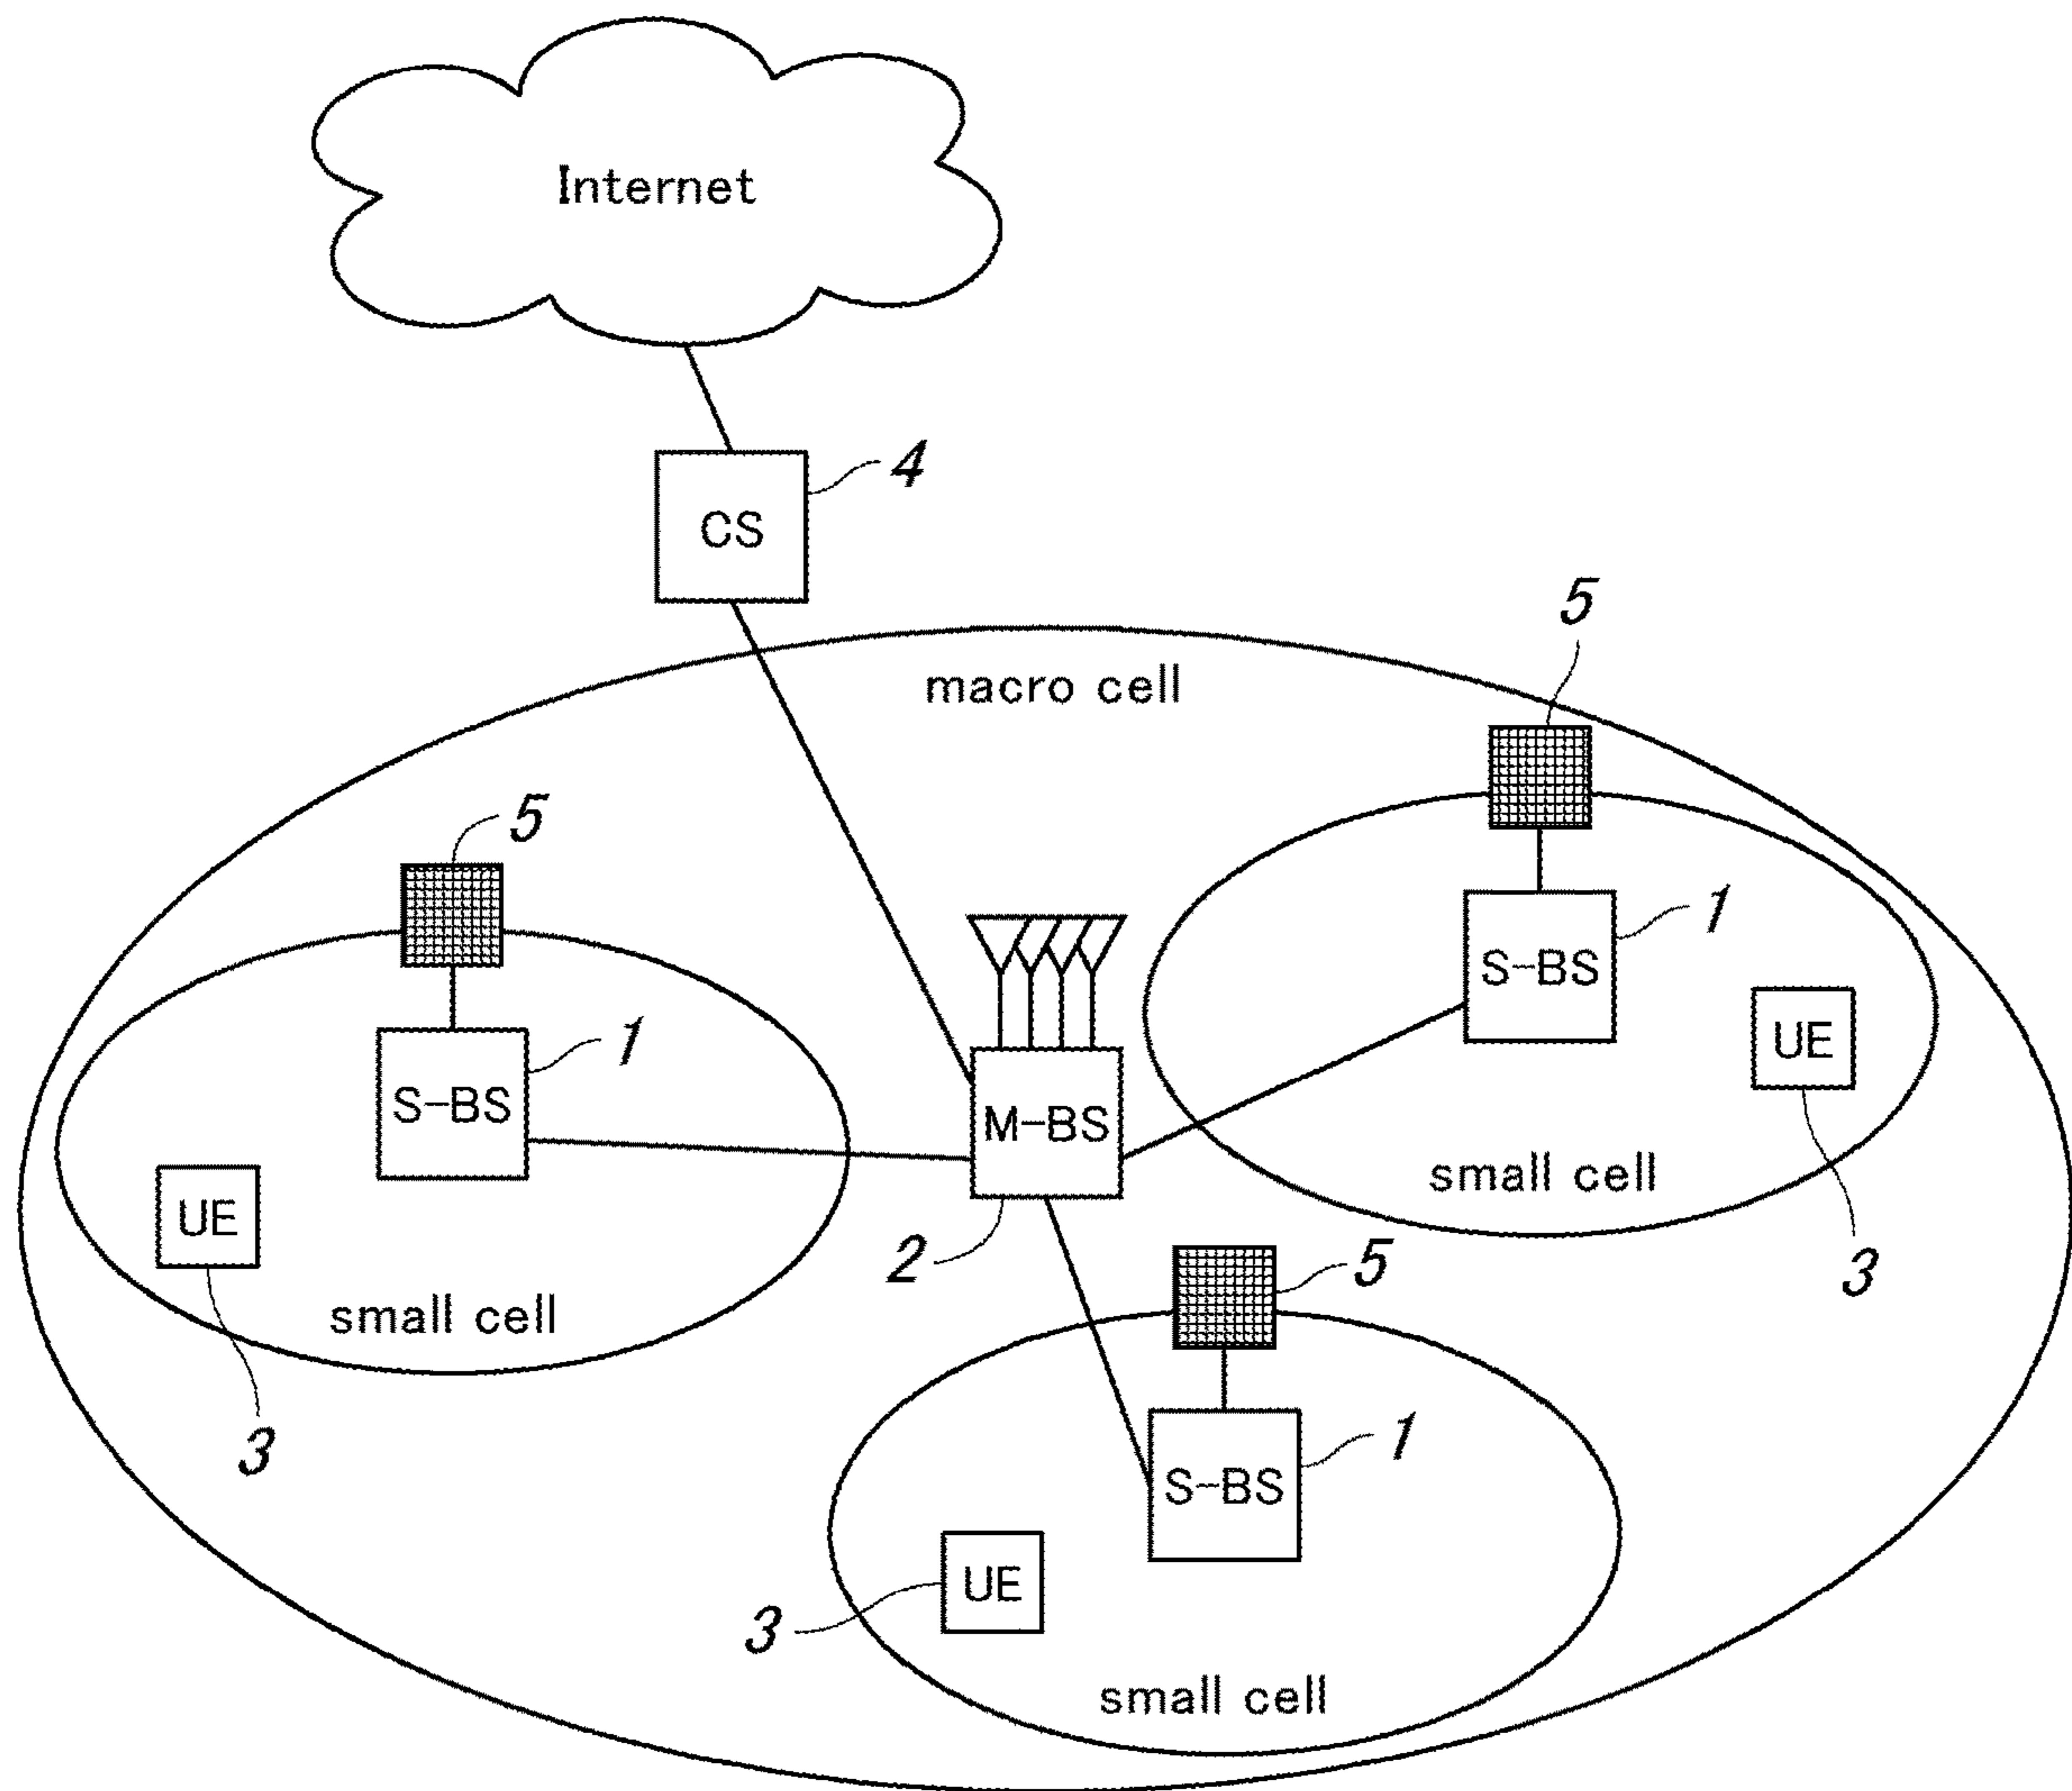 Internet
CS
4
macro cell
5
5
1
S-BS
1
S-BS
UE
M-BS
small cell
UE
2
5
3
small cell
3
1
S-BS
UE
3
small cell